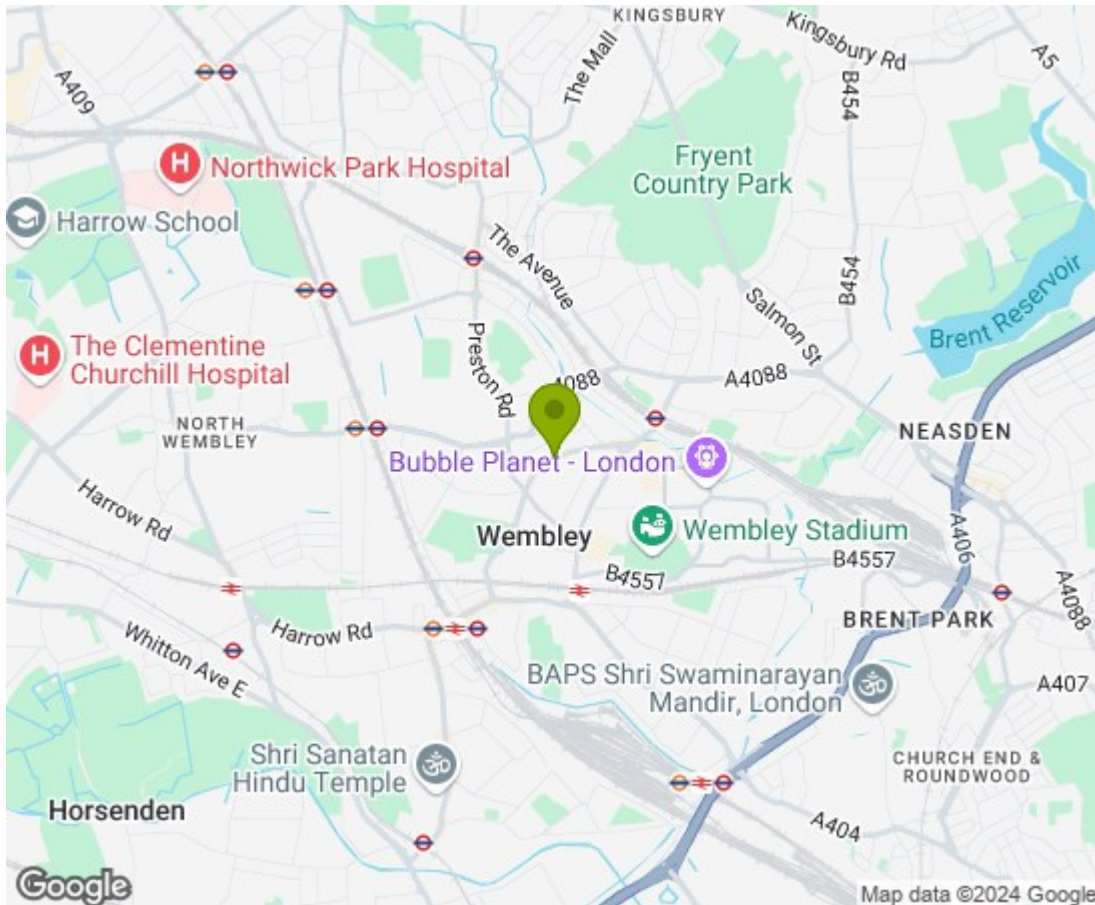 KINGSBURY
Kingsbury Rd
A5
The Mall
A409
B454
Northwick Park Hospital
Fryent
Country Park
Harrow School
The Avenue
B454
Brent Reservoir
Salmon St
The Clementine
Churchill Hospital
Preston Rd
4088
A4088
NORTH
WEMBLEY
NEASDEN
Bubble Planet - London
Harrow Rd
Wembley
Wembley Stadium
A406
B4557
B4557
A4088
Harrow Rd
BRENT PARK
Whitton Ave E
BAPS Shri Swaminarayan
Mandir, London
A407
Shri Sanatan
Hindu Temple
CHURCH END &
ROUNDWOOD
Horsenden
A404
Google
Map data ©2024 Google